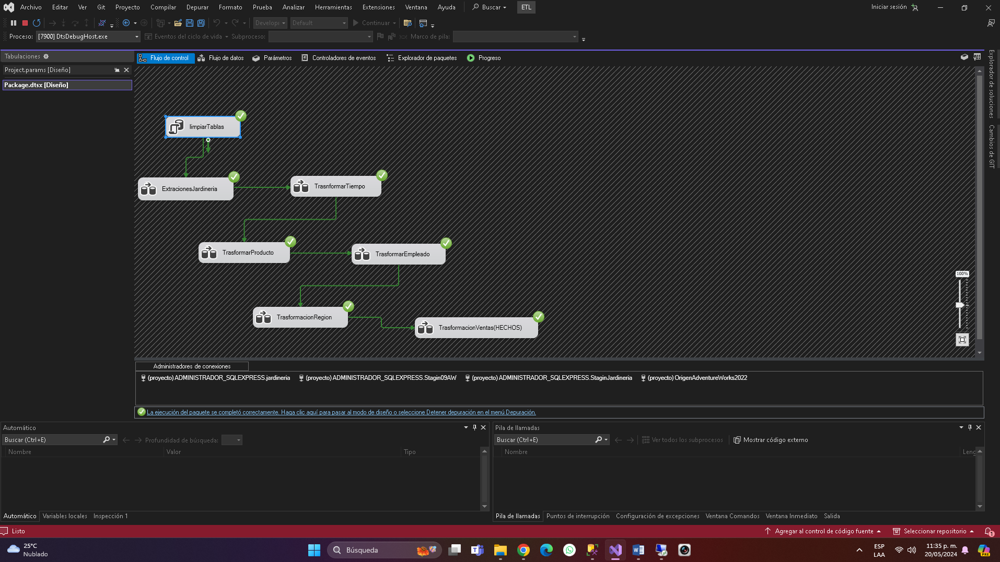 Archivo Editar Ver Git Proyecto Compilar Depurar Formato Prueba Analizar Herramientas Extensiones Ventana Ayuda Buscar ETL Iniciar sesión
Developi Default Continuar
Proceso: [7900] DtsDebugHost.exe Eventos del ciclo de vida Subproceso: Marco de pila:
Tabulaciones
Project.params [Diseño]
Package.dtsx [Diseño]
Flujo de control Flujo de datos Parámetros Controladores de eventos Explorador de paquetes Progreso
Explorador de soluciones
Cambios de GIT
limpiarTablas
ExtracionesJardineria
TrasnformarTiempo
TrasformarProducto
TrasformarEmpleado
TrasformacionRegion
TrasformacionVentas(HECHOS)
100%
Administradores de conexiones
(proyecto) ADMINISTRADOR_SQLEXPRESS.jardineria (proyecto) ADMINISTRADOR_SQLEXPRESS.Stagin09AW (proyecto) ADMINISTRADOR_SQLEXPRESS.StaginJardineria (proyecto) OrigenAdventureWorks2022
La ejecución del paquete se completó correctamente. Haga clic aquí para pasar al modo de diseño o seleccione Detener depuración en el menú Depuración.
Automático
Buscar (Ctrl+E) Profundidad de búsqueda:
Nombre Valor Tipo
Automático Variables locales Inspección 1
Pila de llamadas
Buscar (Ctrl+E) Ver todos los subprocesos Mostrar código externo
Nombre Leng
Pila de llamadas Puntos de interrupción Configuración de excepciones Ventana Comandos Ventana Inmediato Salida
Listo Agregar al control de código fuente Seleccionar repositorio 1
25°C
Nublado
Búsqueda
ESP
LAA
11:35 p. m.
20/05/2024
PRE